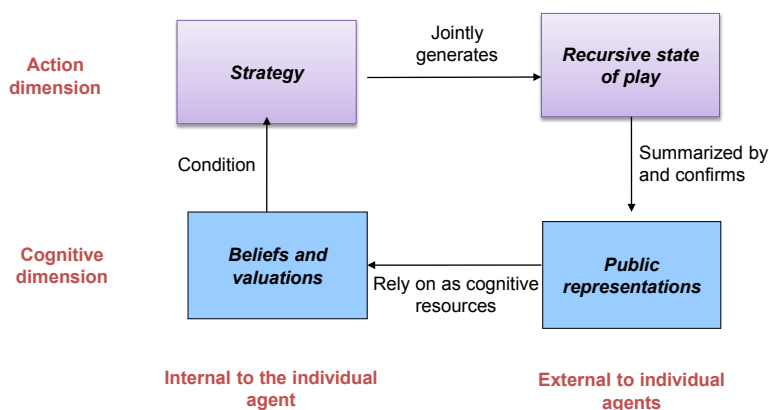 Action
dimension
Strategy
Jointly
generates
Recursive state
of play
Condition
Summarized by
and confirms
Cognitive
dimension
Beliefs and
valuations
Rely on as cognitive
resources
Public
representations
Internal to the individual
agent
External to individual
agents